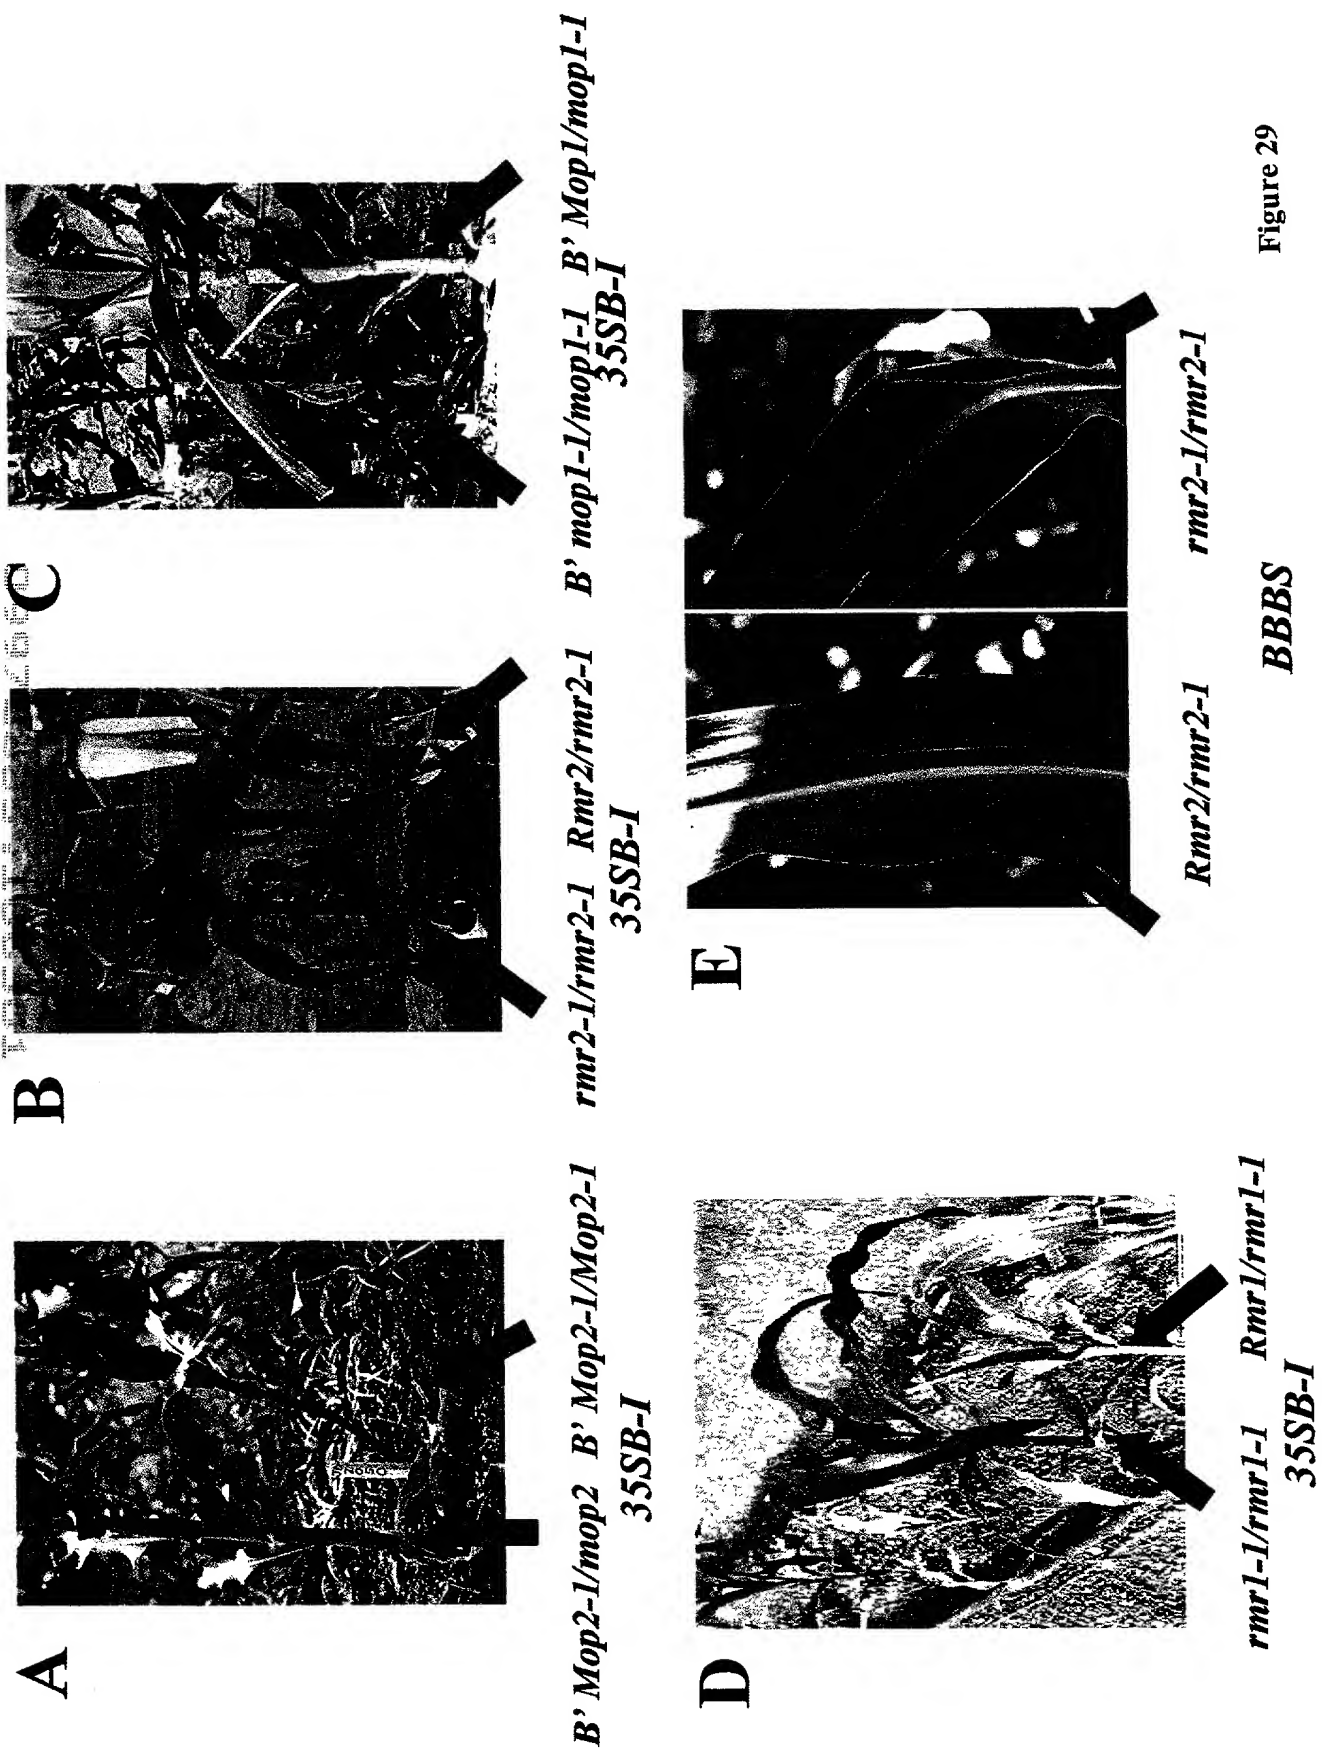 A
B' Mop2-1/mop2 B' Mop2-1/Mop2-1
35SB-I
B
rmr2-1/rmr2-1 Rmr2/rmr2-1
35SB-I
C
B' mop1-1/mop1-1 B' Mop1/mop1-1
35SB-I
D
rmr1-1/rmr1-1 Rmr1/rmr1-1
35SB-I
E
Rmr2/rmr2-1 rmr2-1/rmr2-1
BBBS
Figure 29